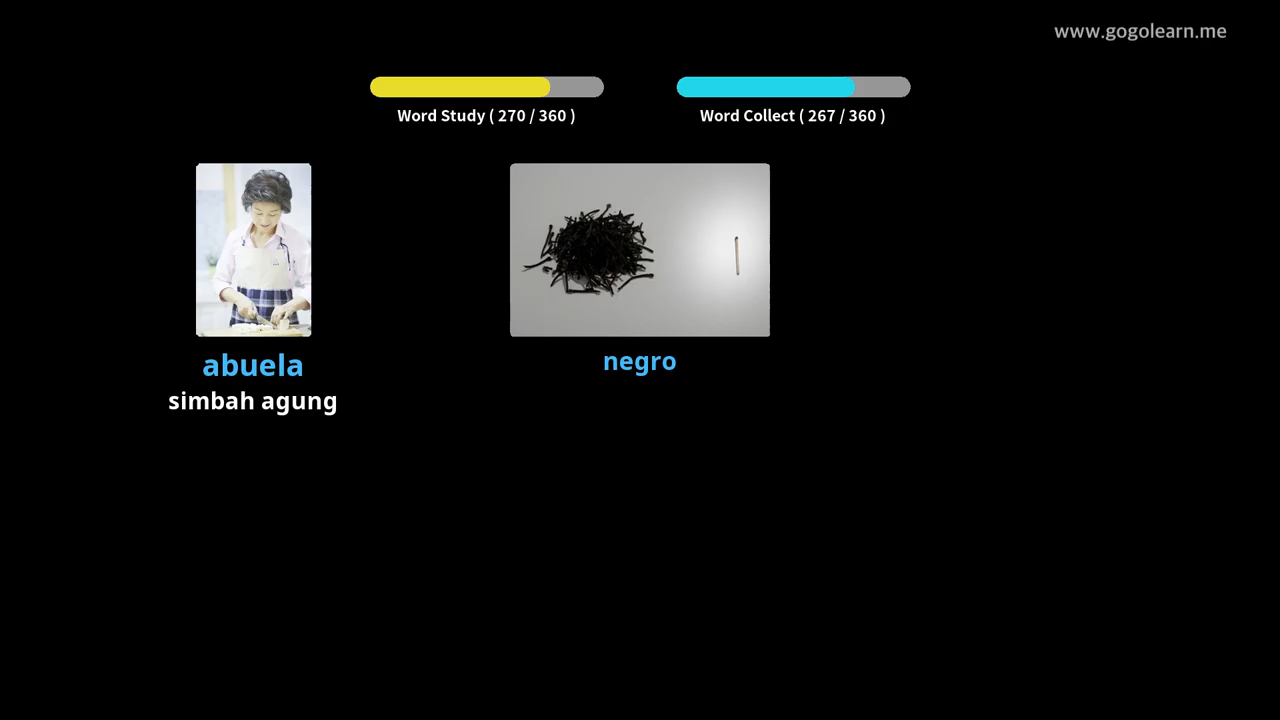 www.gogolearn.me
Word Study ( 270 / 360 )
Word Collect ( 267 / 360 )
abuela
simbah agung
negro